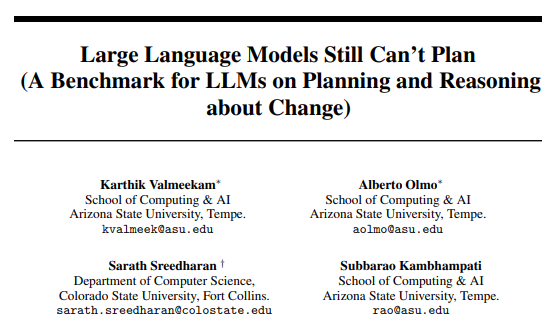 Large Language Models Still Can't Plan
(A Benchmark for LLMs on Planning and Reasoning
about Change)
Karthik Valmeekam*
School of Computing & AI
Arizona State University, Tempe.
kvalmeek@asu.edu
Alberto Olmo*
School of Computing & AI
Arizona State University, Tempe.
aolmo@asu.edu
Sarath Sreedharan †
Department of Computer Science,
Colorado State University, Fort Collins.
sarath.sreedharan@colostate.edu
Subbarao Kambhampati
School of Computing & AI
Arizona State University, Tempe.
rao@asu.edu